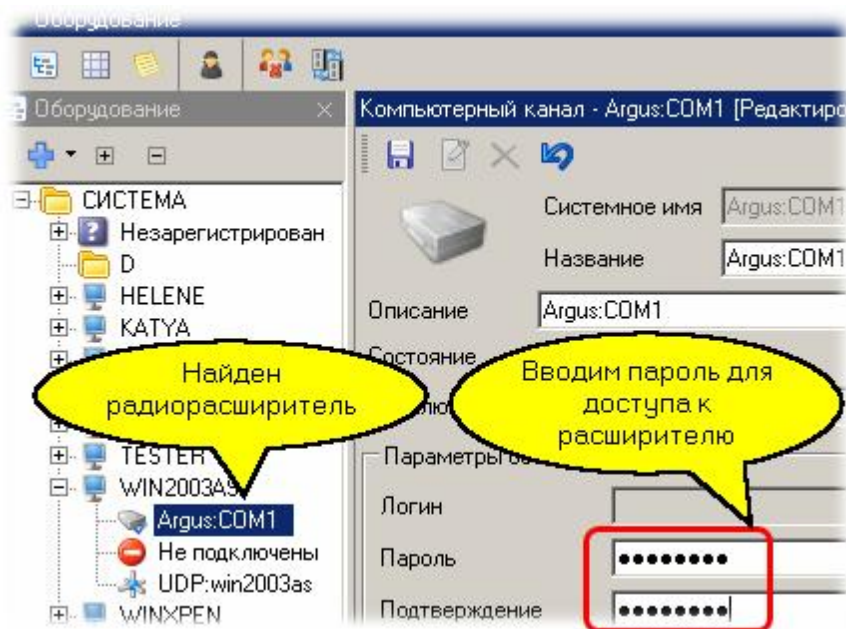 Оборудование
Оборудование
СИСТЕМА
Незарегистрирован
D
HELENE
KATYA
Найден
радиорасширитель
TESTER
WIN2003AS
Argus:COM1
Не подключены
UDP:win2003as
WINXPEN
Компьютерный канал - Argus:COM1 [Редактиро
Системное имя Argus:COM1
Название Argus:COM1
Описание Argus:COM1
Состояние
Вводим пароль для
доступа к
расширителю
Параметры
Логин
Пароль ●●●●●●●●
Подтверждение ●●●●●●●●